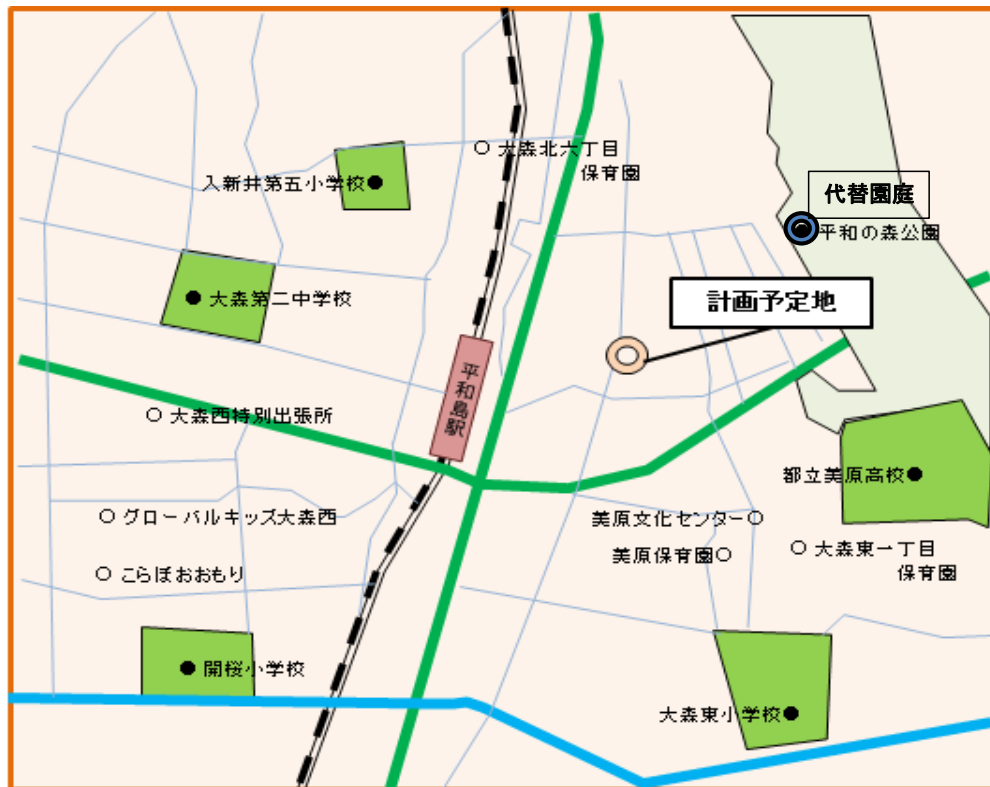 大森北六丁目
保育園
入新井第五小学校
代替園庭
平和の森公園
大森第二中学校
計画予定地
平和島駅
大森西特別出張所
都立美原高校
グローバルキッズ大森西
美原文化センター
美原保育園
大森東一丁目
保育園
こらぼおおもり
開桜小学校
大森東小学校